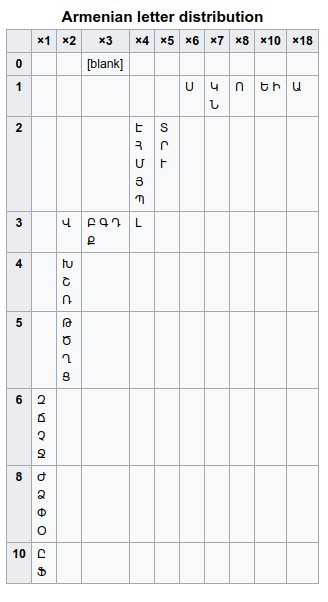 Armenian letter distribution
×1 ×2 ×3 ×4 ×5 ×6 ×7 ×8 ×10 ×18
0 [blank]
1 Ս Կ Ո Ե Ի Ա
Ն
2 Է Տ
Հ Ր
Մ Ւ
Յ
Պ
3 Վ Բ Գ Դ Լ
Ք
4 Խ
Շ
Ռ
5 Թ
Ծ
Ղ
Ց
6 Զ
Ճ
Չ
Ջ
8 Ժ
Ձ
Փ
Օ
10 Ը
Ֆ